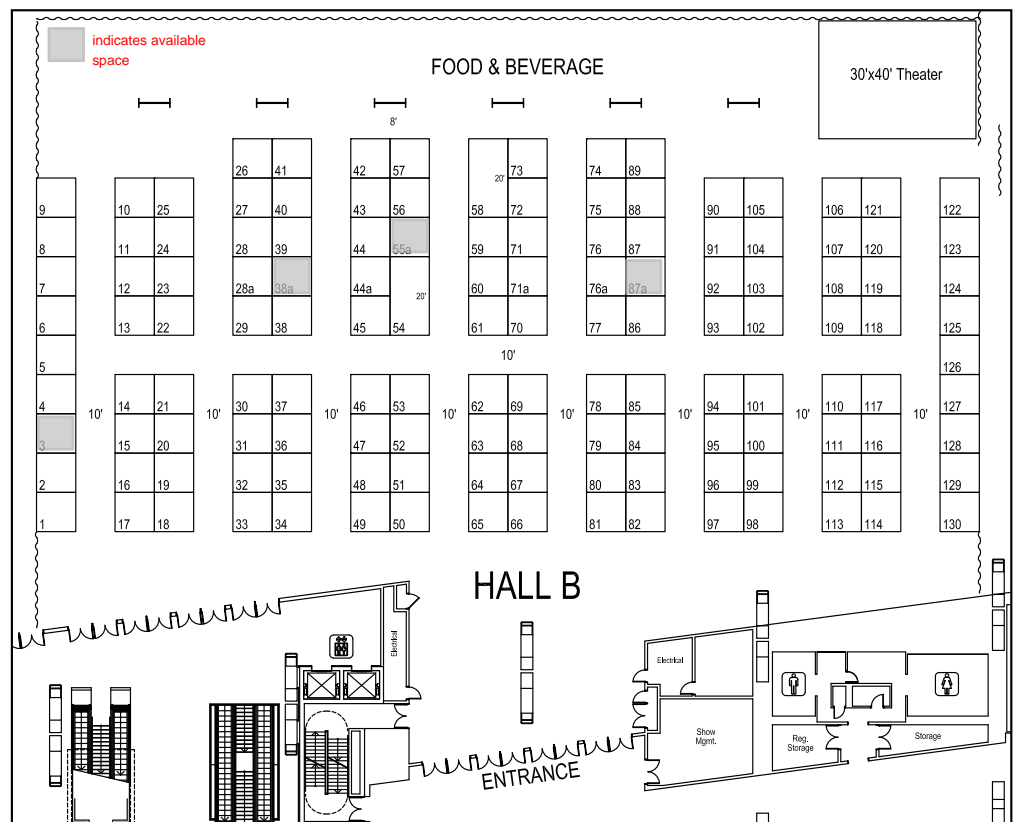 indicates available
space
FOOD & BEVERAGE
30'x40' Theater
8'
26 41 42 57 20' 73 74 89
9 10 25 27 40 43 56 58 72 75 88 90 105 106 121 122
8 11 24 28 39 44 55a 59 71 76 87 91 104 107 120 123
7 12 23 28a 38a 44a 20' 60 71a 76a 87a 92 103 108 119 124
6 13 22 29 38 45 54 61 70 77 86 93 102 109 118 125
10'
5 126
4 14 21 30 37 46 53 62 69 78 85 94 101 110 117 127
10' 10' 10' 10' 10' 10' 10' 10'
3 15 20 31 36 47 52 63 68 79 84 95 100 111 116 128
2 16 19 32 35 48 51 64 67 80 83 96 99 112 115 129
1 17 18 33 34 49 50 65 66 81 82 97 98 113 114 130
HALL B
Electrical
Electrical
Show
Mgmt.
Reg.
Storage
Storage
ENTRANCE